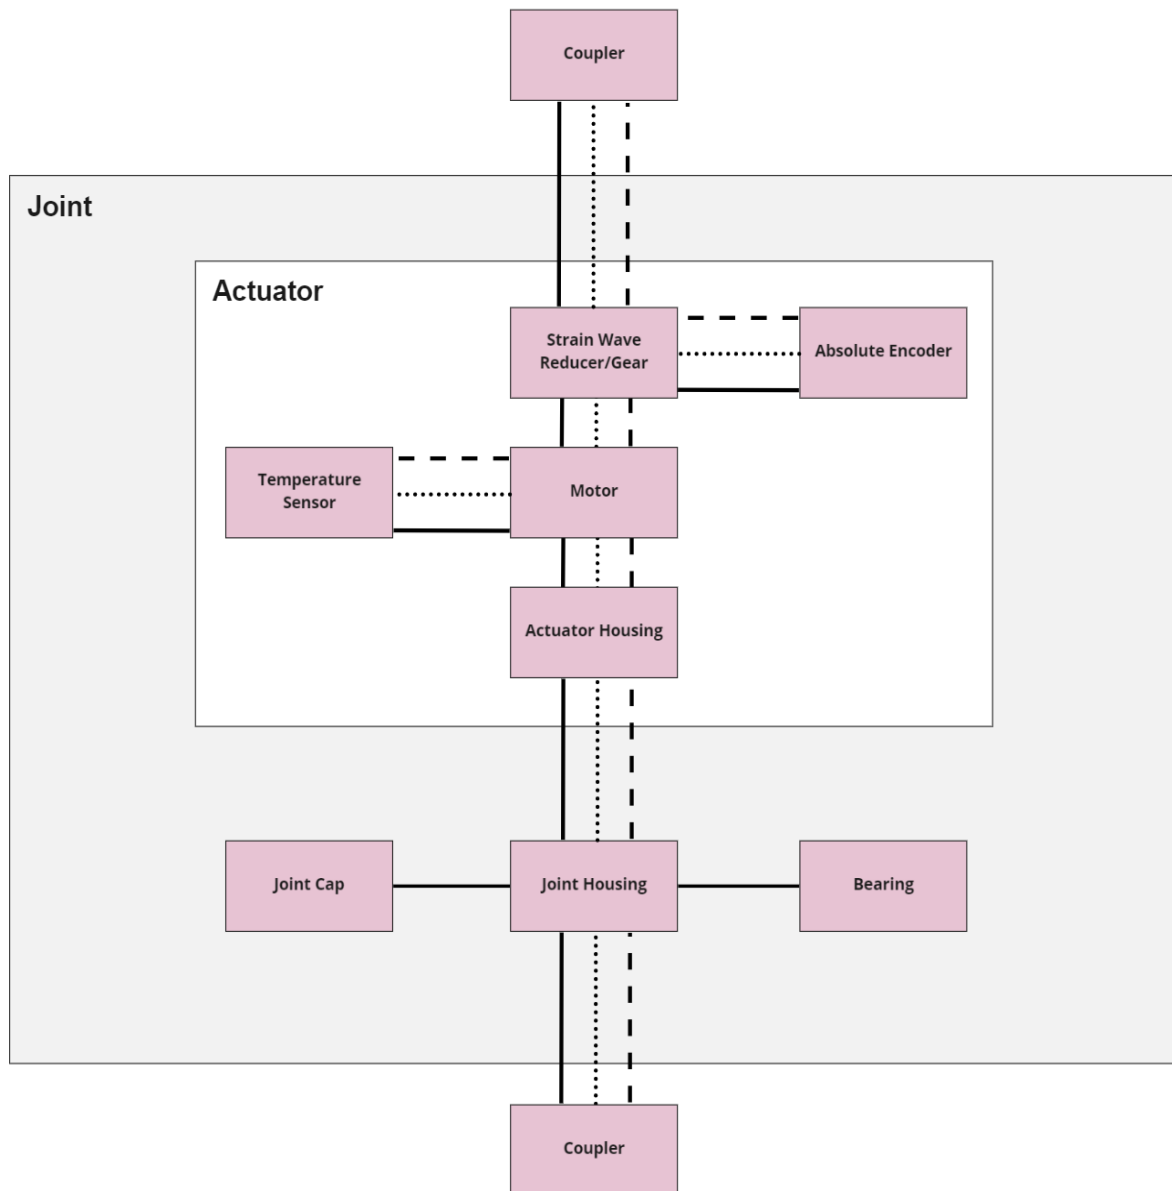 Coupler
Joint
Actuator
Strain Wave
Reducer/Gear
Absolute Encoder
Temperature
Sensor
Motor
Actuator Housing
Joint Cap
Joint Housing
Bearing
Coupler